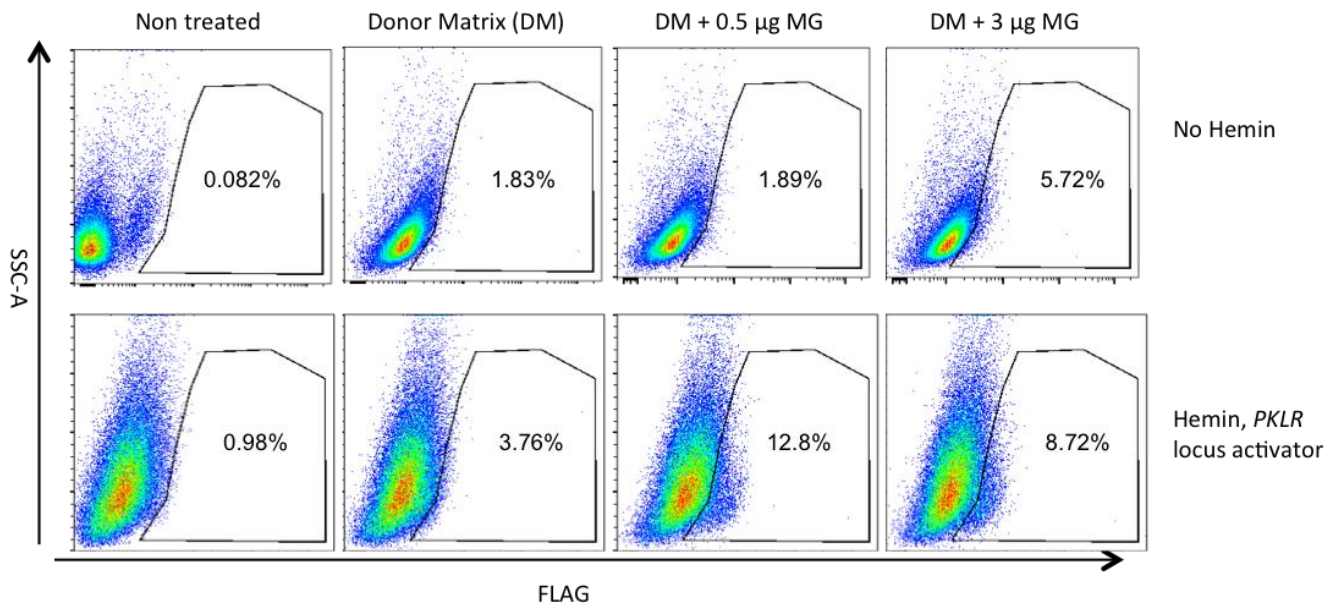 Non treated
Donor Matrix (DM)
DM + 0.5 µg MG
DM + 3 µg MG
0.082%
1.83%
1.89%
5.72%
No Hemin
SSC-A
0.98%
3.76%
12.8%
8.72%
Hemin, PKLR
locus activator
FLAG